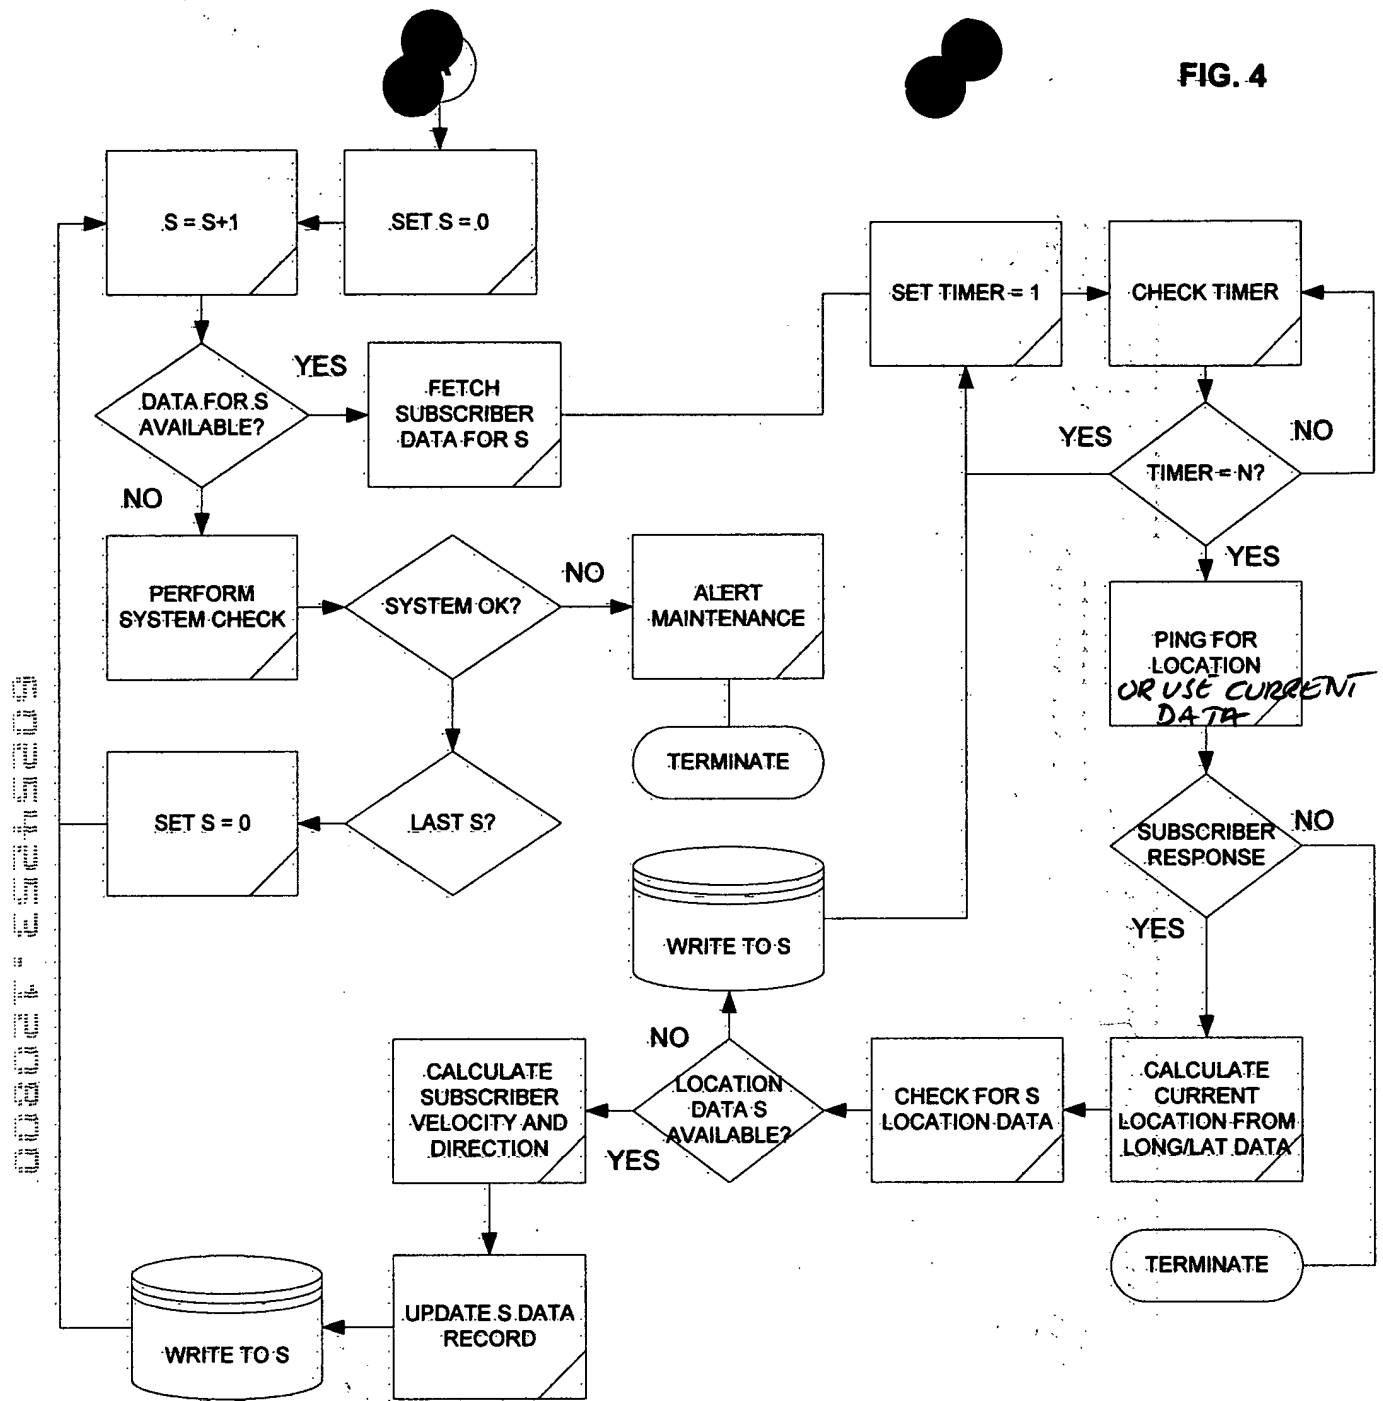 FIG. 4
S = S+1
SET S = 0
SET TIMER = 1
CHECK TIMER
DATA FOR S
AVAILABLE?
YES
FETCH
SUBSCRIBER
DATA FOR S
YES
NO
TIMER = N?
NO
YES
PERFORM
SYSTEM CHECK
SYSTEM OK?
NO
ALERT
MAINTENANCE
PING FOR
LOCATION
OR USE CURRENT
DATA
TERMINATE
SET S = 0
LAST S?
SUBSCRIBER
RESPONSE
NO
YES
WRITE TO S
NO
CALCULATE
SUBSCRIBER
VELOCITY AND
DIRECTION
LOCATION
DATA S
AVAILABLE?
YES
CHECK FOR S
LOCATION DATA
CALCULATE
CURRENT
LOCATION FROM
LONG/LAT DATA
TERMINATE
UPDATE S DATA
RECORD
WRITE TO S